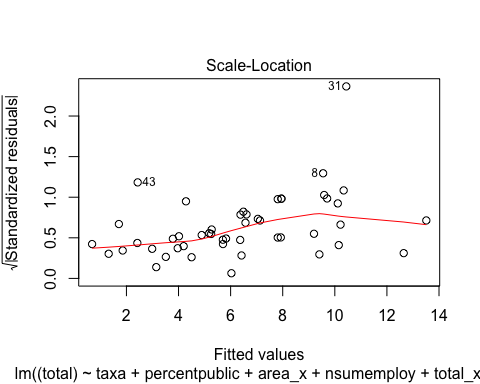 Scale-Location
√|Standardized residuals|
2.0
1.5
1.0
0.5
0.0
31
8
43
2 4 6 8 10 12 14
Fitted values
lm((total) ~ taxa + percentpublic + area_x + nsumemploy + total_x